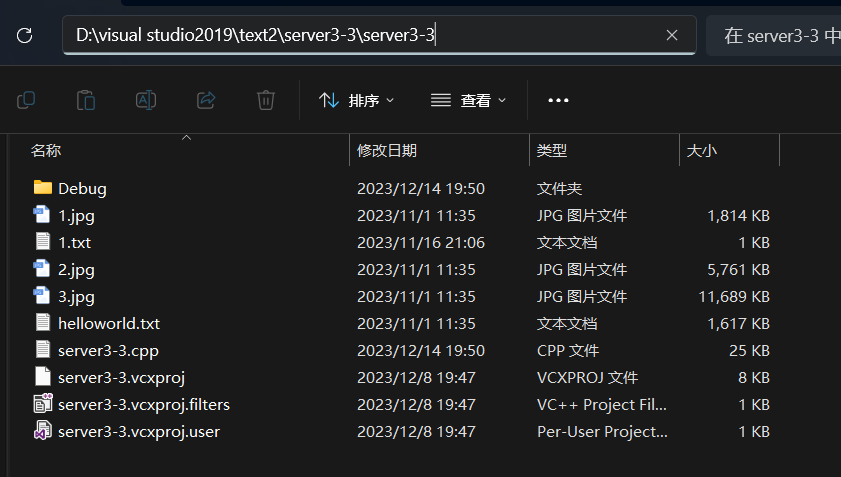 D:\visual studio2019\text2\server3-3\server3-3
在 server3-3 中
排序 查看
名称 修改日期 类型 大小
Debug 2023/12/14 19:50 文件夹
1.jpg 2023/11/1 11:35 JPG 图片文件 1,814 KB
1.txt 2023/11/16 21:06 文本文档 1 KB
2.jpg 2023/11/1 11:35 JPG 图片文件 5,761 KB
3.jpg 2023/11/1 11:35 JPG 图片文件 11,689 KB
helloworld.txt 2023/11/1 11:35 文本文档 1,617 KB
server3-3.cpp 2023/12/14 19:50 CPP 文件 25 KB
server3-3.vcxproj 2023/12/8 19:47 VCXPROJ 文件 8 KB
server3-3.vcxproj.filters 2023/12/8 19:47 VC++ Project Fil... 1 KB
server3-3.vcxproj.user 2023/12/8 19:47 Per-User Project... 1 KB